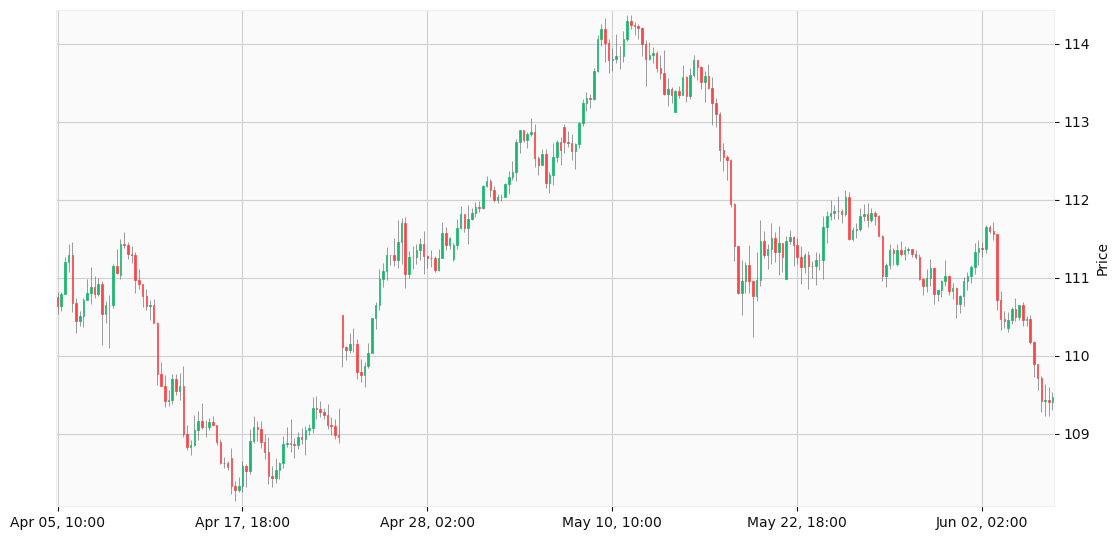 114
113
112
111
110
109
Price
Apr 05, 10:00
Apr 17, 18:00
Apr 28, 02:00
May 10, 10:00
May 22, 18:00
Jun 02, 02:00